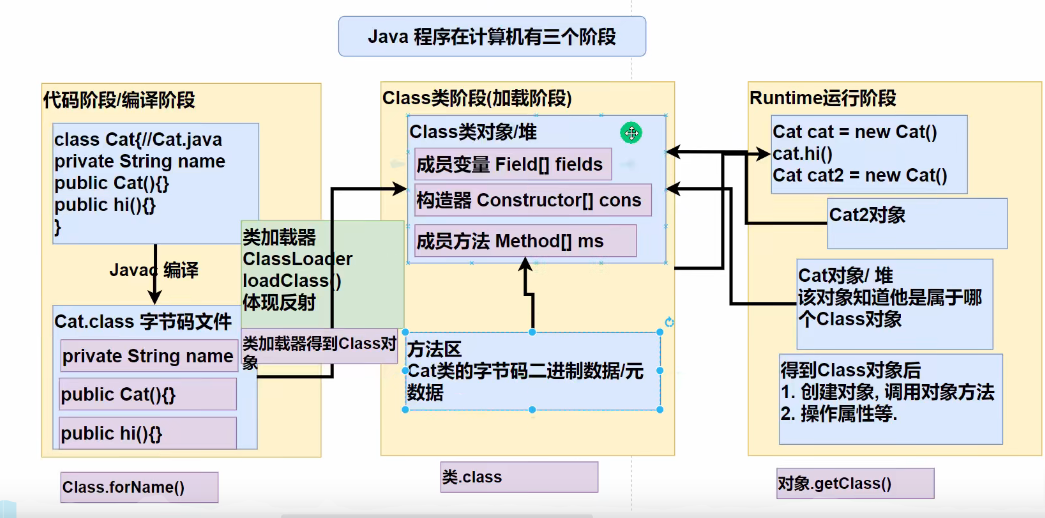 Java 程序在计算机有三个阶段
代码阶段/编译阶段
class Cat{//Cat.java
private String name
public Cat(){}
public hi(){}
}
Javac 编译
Cat.class 字节码文件
private String name
public Cat(){}
public hi(){}
Class.forName()
类加载器
ClassLoader
loadClass()
体现反射
类加载器得到Class对
象
Class类阶段(加载阶段)
Class类对象/堆
成员变量 Field[] fields
构造器 Constructor[] cons
成员方法 Method[] ms
方法区
Cat类的字节码二进制数据/元
数据
类.class
Runtime运行阶段
Cat cat = new Cat()
cat.hi()
Cat cat2 = new Cat()
Cat2对象
Cat对象/ 堆
该对象知道他是属于哪
个Class对象
得到Class对象后
1. 创建对象, 调用对象方法
2. 操作属性等.
对象.getClass()